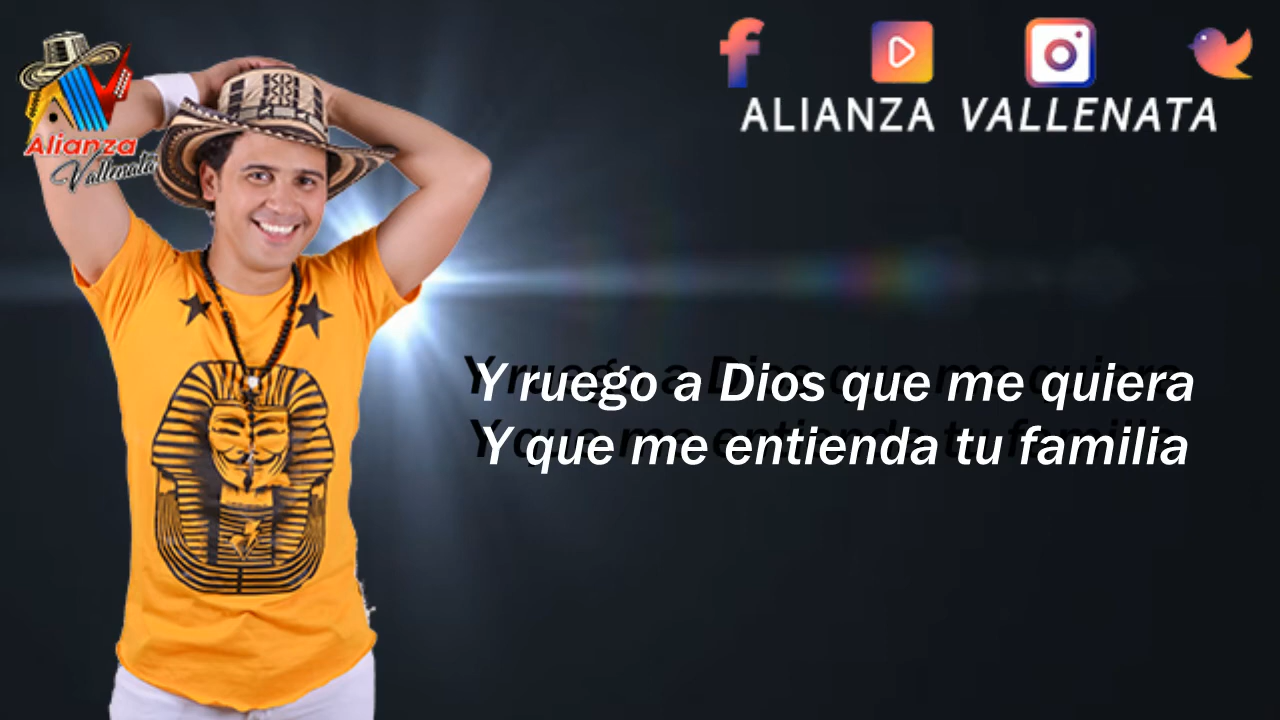 Alianza
Vallenata
ALIANZA VALLENATA
Y ruego a Dios que me quiera
Y que me entienda tu familia